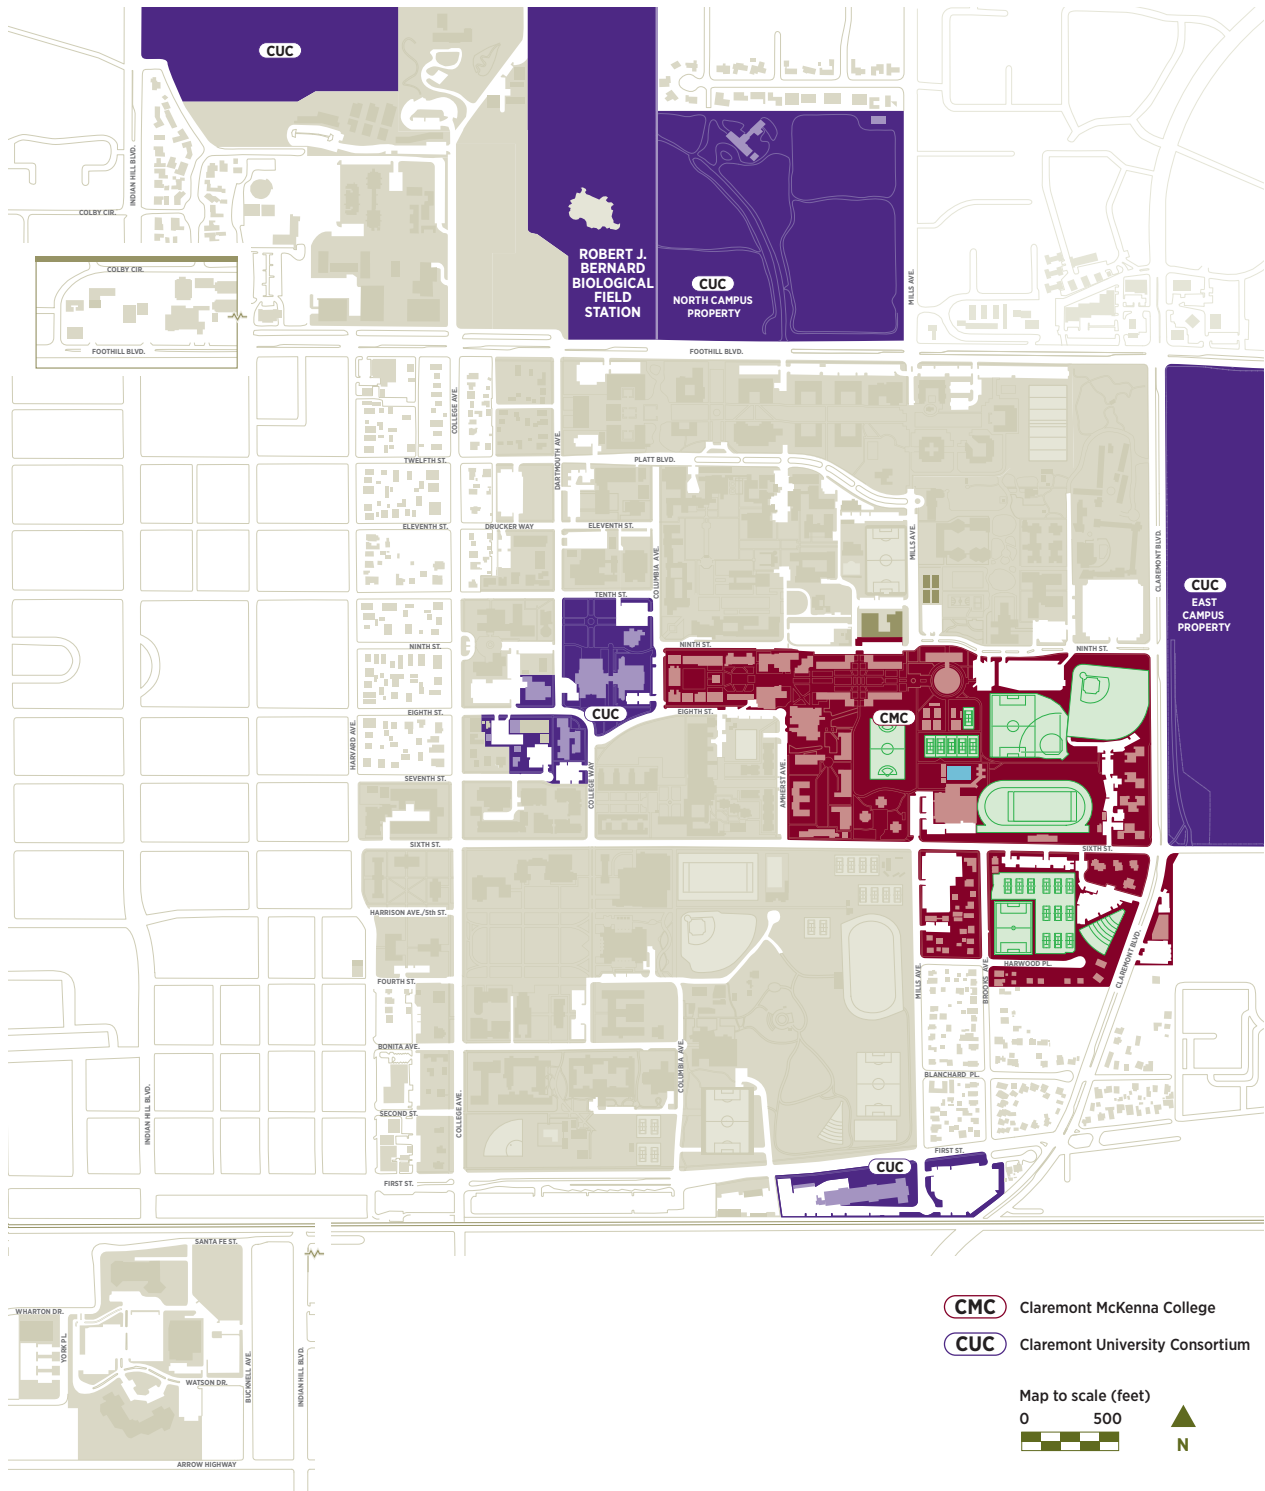 CUC
INDIAN HILL BLVD.
COLBY CIR.
COLBY CIR.
FOOTHILL BLVD.
ROBERT J.
BERNARD
BIOLOGICAL
FIELD
STATION
CUC
NORTH CAMPUS
PROPERTY
MILLS AVE.
FOOTHILL BLVD.
COLLEGE AVE.
DARTMOUTH AVE.
TWELFTH ST.
PLATT BLVD.
ELEVENTH ST.
DRUCKER WAY
ELEVENTH ST.
COLUMBIA AVE.
MILLS AVE.
CLAREMONT BLVD.
CUC
EAST
CAMPUS
PROPERTY
TENTH ST.
NINTH ST.
NINTH ST.
NINTH ST.
EIGHTH ST.
CUC
EIGHTH ST.
CMC
HARVARD AVE.
COLLEGE WAY
AMHERST AVE.
SEVENTH ST.
SIXTH ST.
SIXTH ST.
HARRISON AVE./5th ST.
HARWOOD PL.
MILLS AVE.
BROOKS AVE.
CLAREMONT BLVD.
FOURTH ST.
BONITA AVE.
COLUMBIA AVE.
BLANCHARD PL.
INDIAN HILL BLVD.
COLLEGE AVE.
SECOND ST.
FIRST ST.
CUC
FIRST ST.
SANTA FE ST.
WHARTON DR.
YORK PL.
WATSON DR.
BUCKNELL AVE.
INDIAN HILL BLVD.
ARROW HIGHWAY
CMC Claremont McKenna College
CUC Claremont University Consortium
Map to scale (feet)
0 500
N